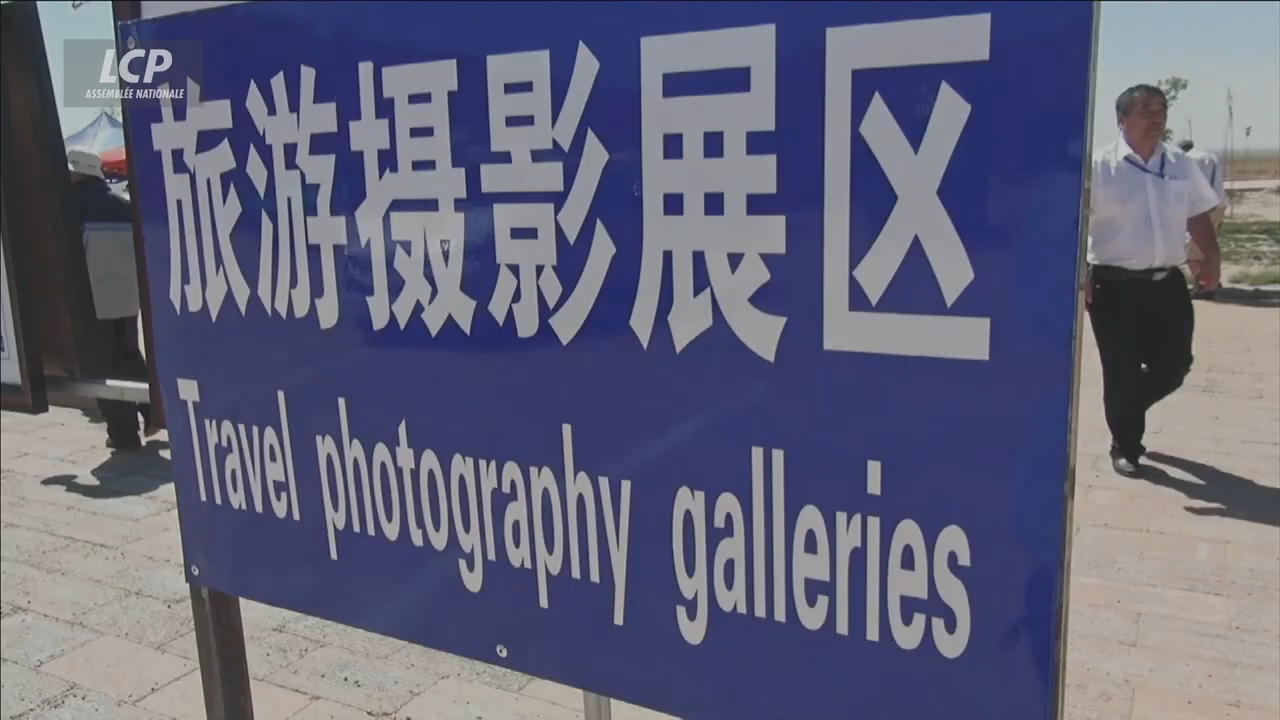 LCP
ASSEMBLÉE NATIONALE
旅游摄影展区
Travel photography galleries